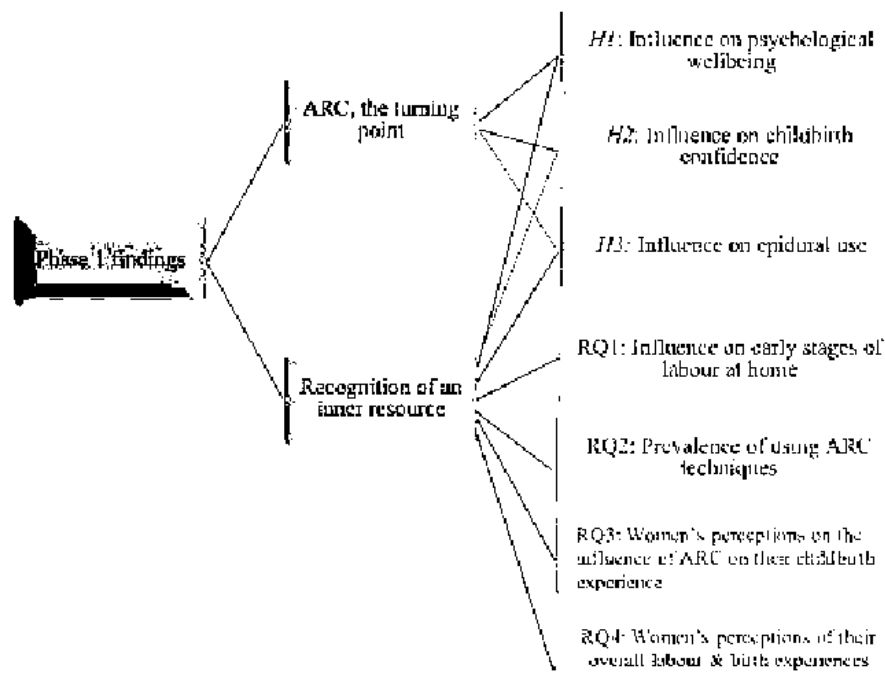 Phase 1 findings
ARC, the turning
point
Recognition of an
inner resource
H1: Influence on psychological
wellbeing
H2: Influence on childbirth
confidence
H3: Influence on epidural use
RQ1: Influence on early stages of
labour at home
RQ2: Prevalence of using ARC
techniques
RQ3: Women's perceptions on the
influence of ARC on their childbirth
experience
RQ4: Women's perceptions of their
overall labour & birth experiences